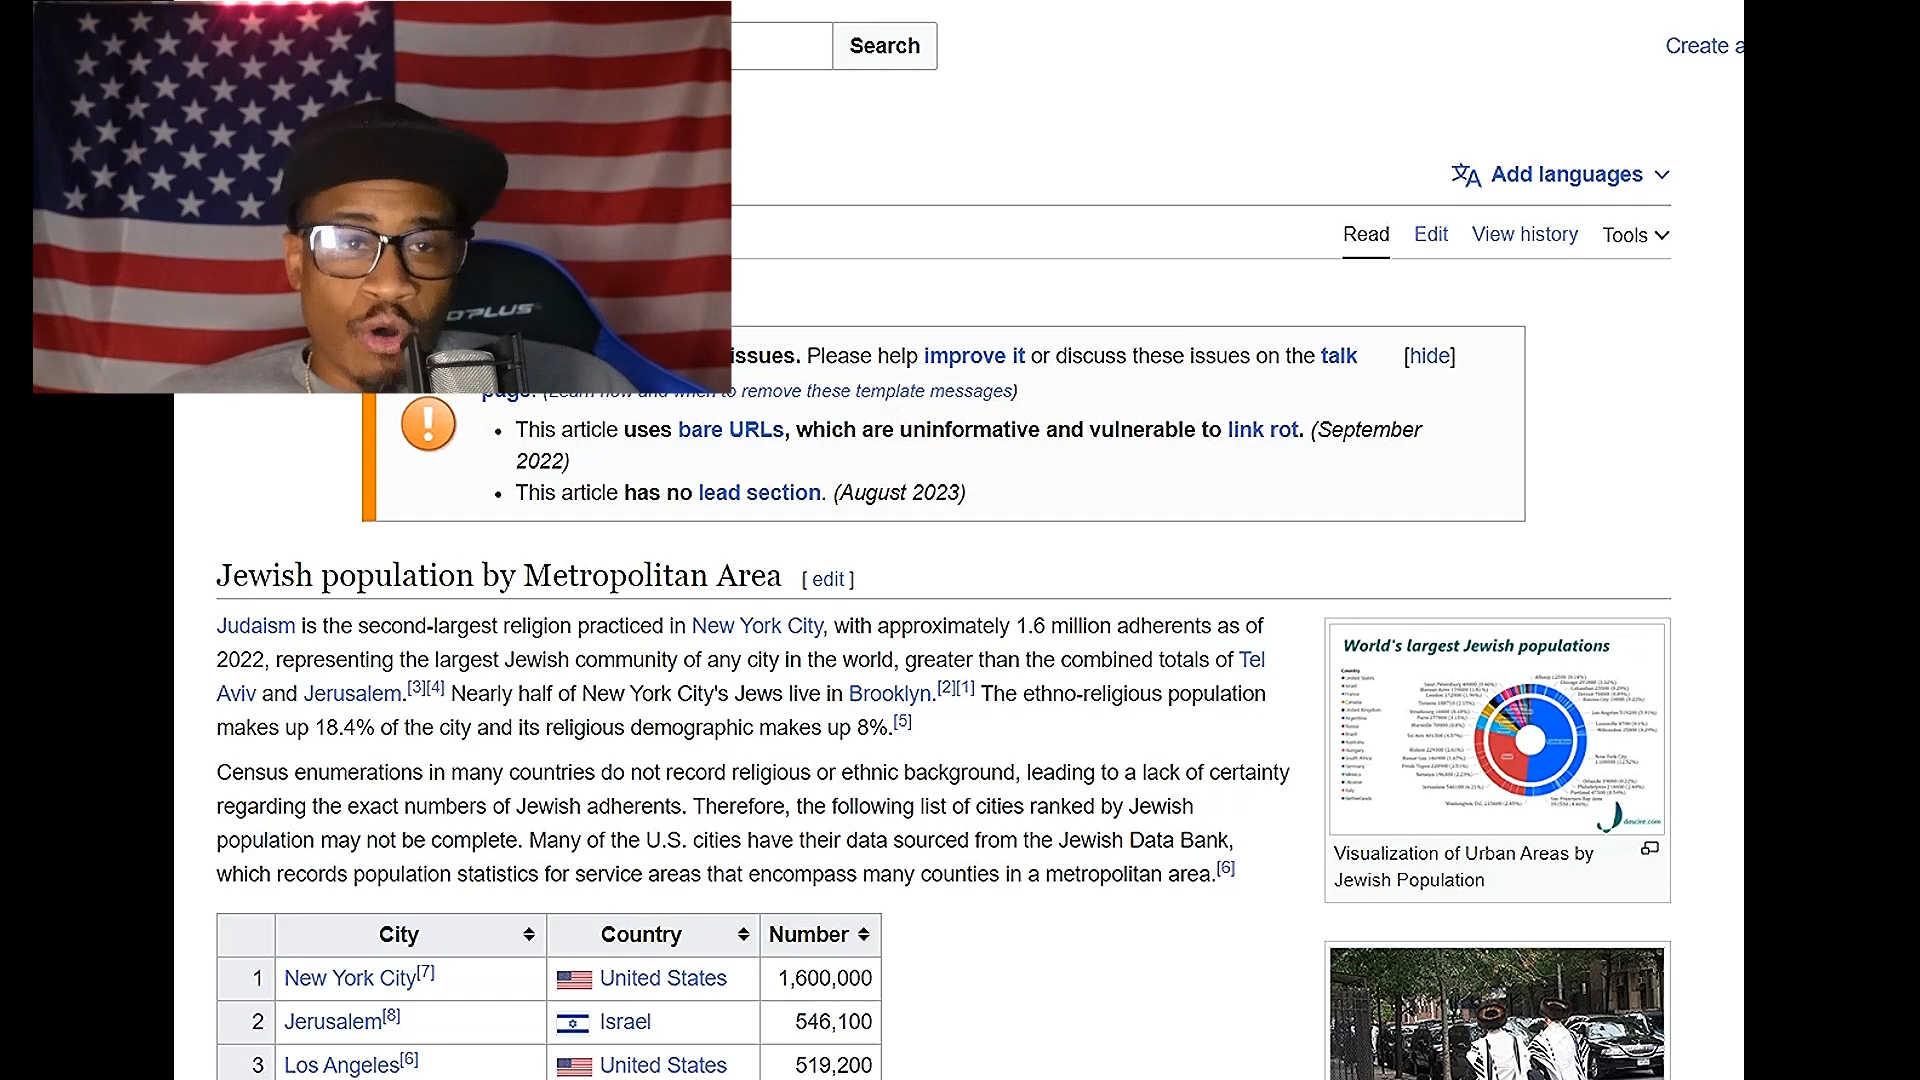 Search
Create a
Add languages
Read Edit View history Tools
OPLUS
issues. Please help improve it or discuss these issues on the talk [hide]
page. (Learn how and when to remove these template messages)
• This article uses bare URLs, which are uninformative and vulnerable to link rot. (September
2022)
• This article has no lead section. (August 2023)
Jewish population by Metropolitan Area [ edit ]
Judaism is the second-largest religion practiced in New York City, with approximately 1.6 million adherents as of
2022, representing the largest Jewish community of any city in the world, greater than the combined totals of Tel
Aviv and Jerusalem.[3][4] Nearly half of New York City's Jews live in Brooklyn.[2][1] The ethno-religious population
makes up 18.4% of the city and its religious demographic makes up 8%.[5]
Census enumerations in many countries do not record religious or ethnic background, leading to a lack of certainty
regarding the exact numbers of Jewish adherents. Therefore, the following list of cities ranked by Jewish
population may not be complete. Many of the U.S. cities have their data sourced from the Jewish Data Bank,
which records population statistics for service areas that encompass many counties in a metropolitan area.[6]
World's largest Jewish populations
Visualization of Urban Areas by
Jewish Population
City Country Number
1 New York City[7] United States 1,600,000
2 Jerusalem[8] Israel 546,100
3 Los Angeles[6] United States 519,200